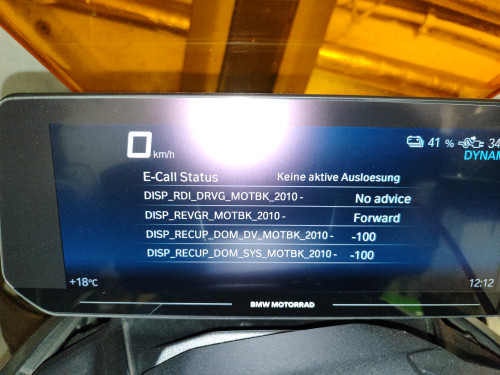 0 km/h
41 % 34
DYNAM
E-Call Status Keine aktive Ausloesung
DISP_RDI_DRVG_MOTBK_2010 - No advice
DISP_REVGR_MOTBK_2010 - Forward
DISP_RECUP_DOM_DV_MOTBK_2010 - -100
DISP_RECUP_DOM_SYS_MOTBK_2010 - -100
+18°C 12:12
BMW MOTORRAD